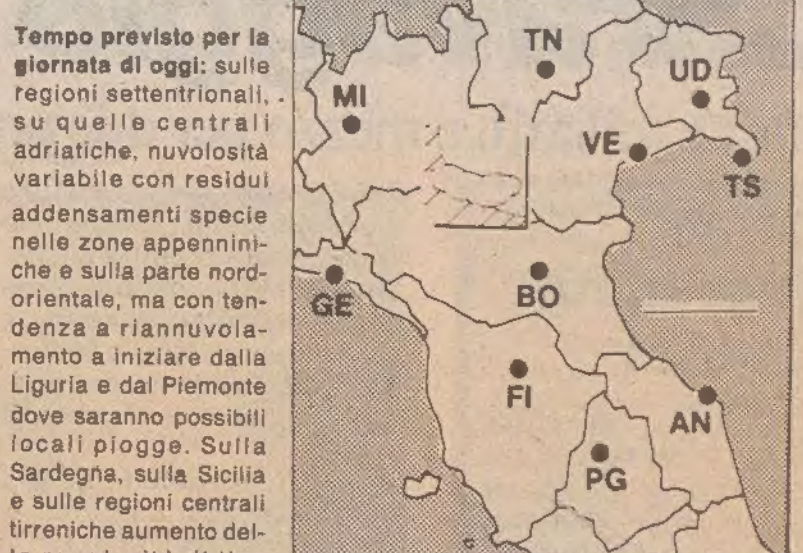 Tempo previsto per la
giornata di oggi: sulle
regioni settentrionali,
su quelle centrali
adriatiche, nuvolosità
variabile con residui
addensamenti specie
nelle zone appennini-
che e sulla parte nord-
orientale, ma con ten-
denza a riannuvola-
mento a iniziare dalla
Liguria e dal Piemonte
dove saranno possibili
locali piogge. Sulla
Sardegna, sulla Sicilia
e sulle regioni centrali
tirreniche aumento del-
TN
UD
MI
VE
TS
GE
BO
FI
AN
PG